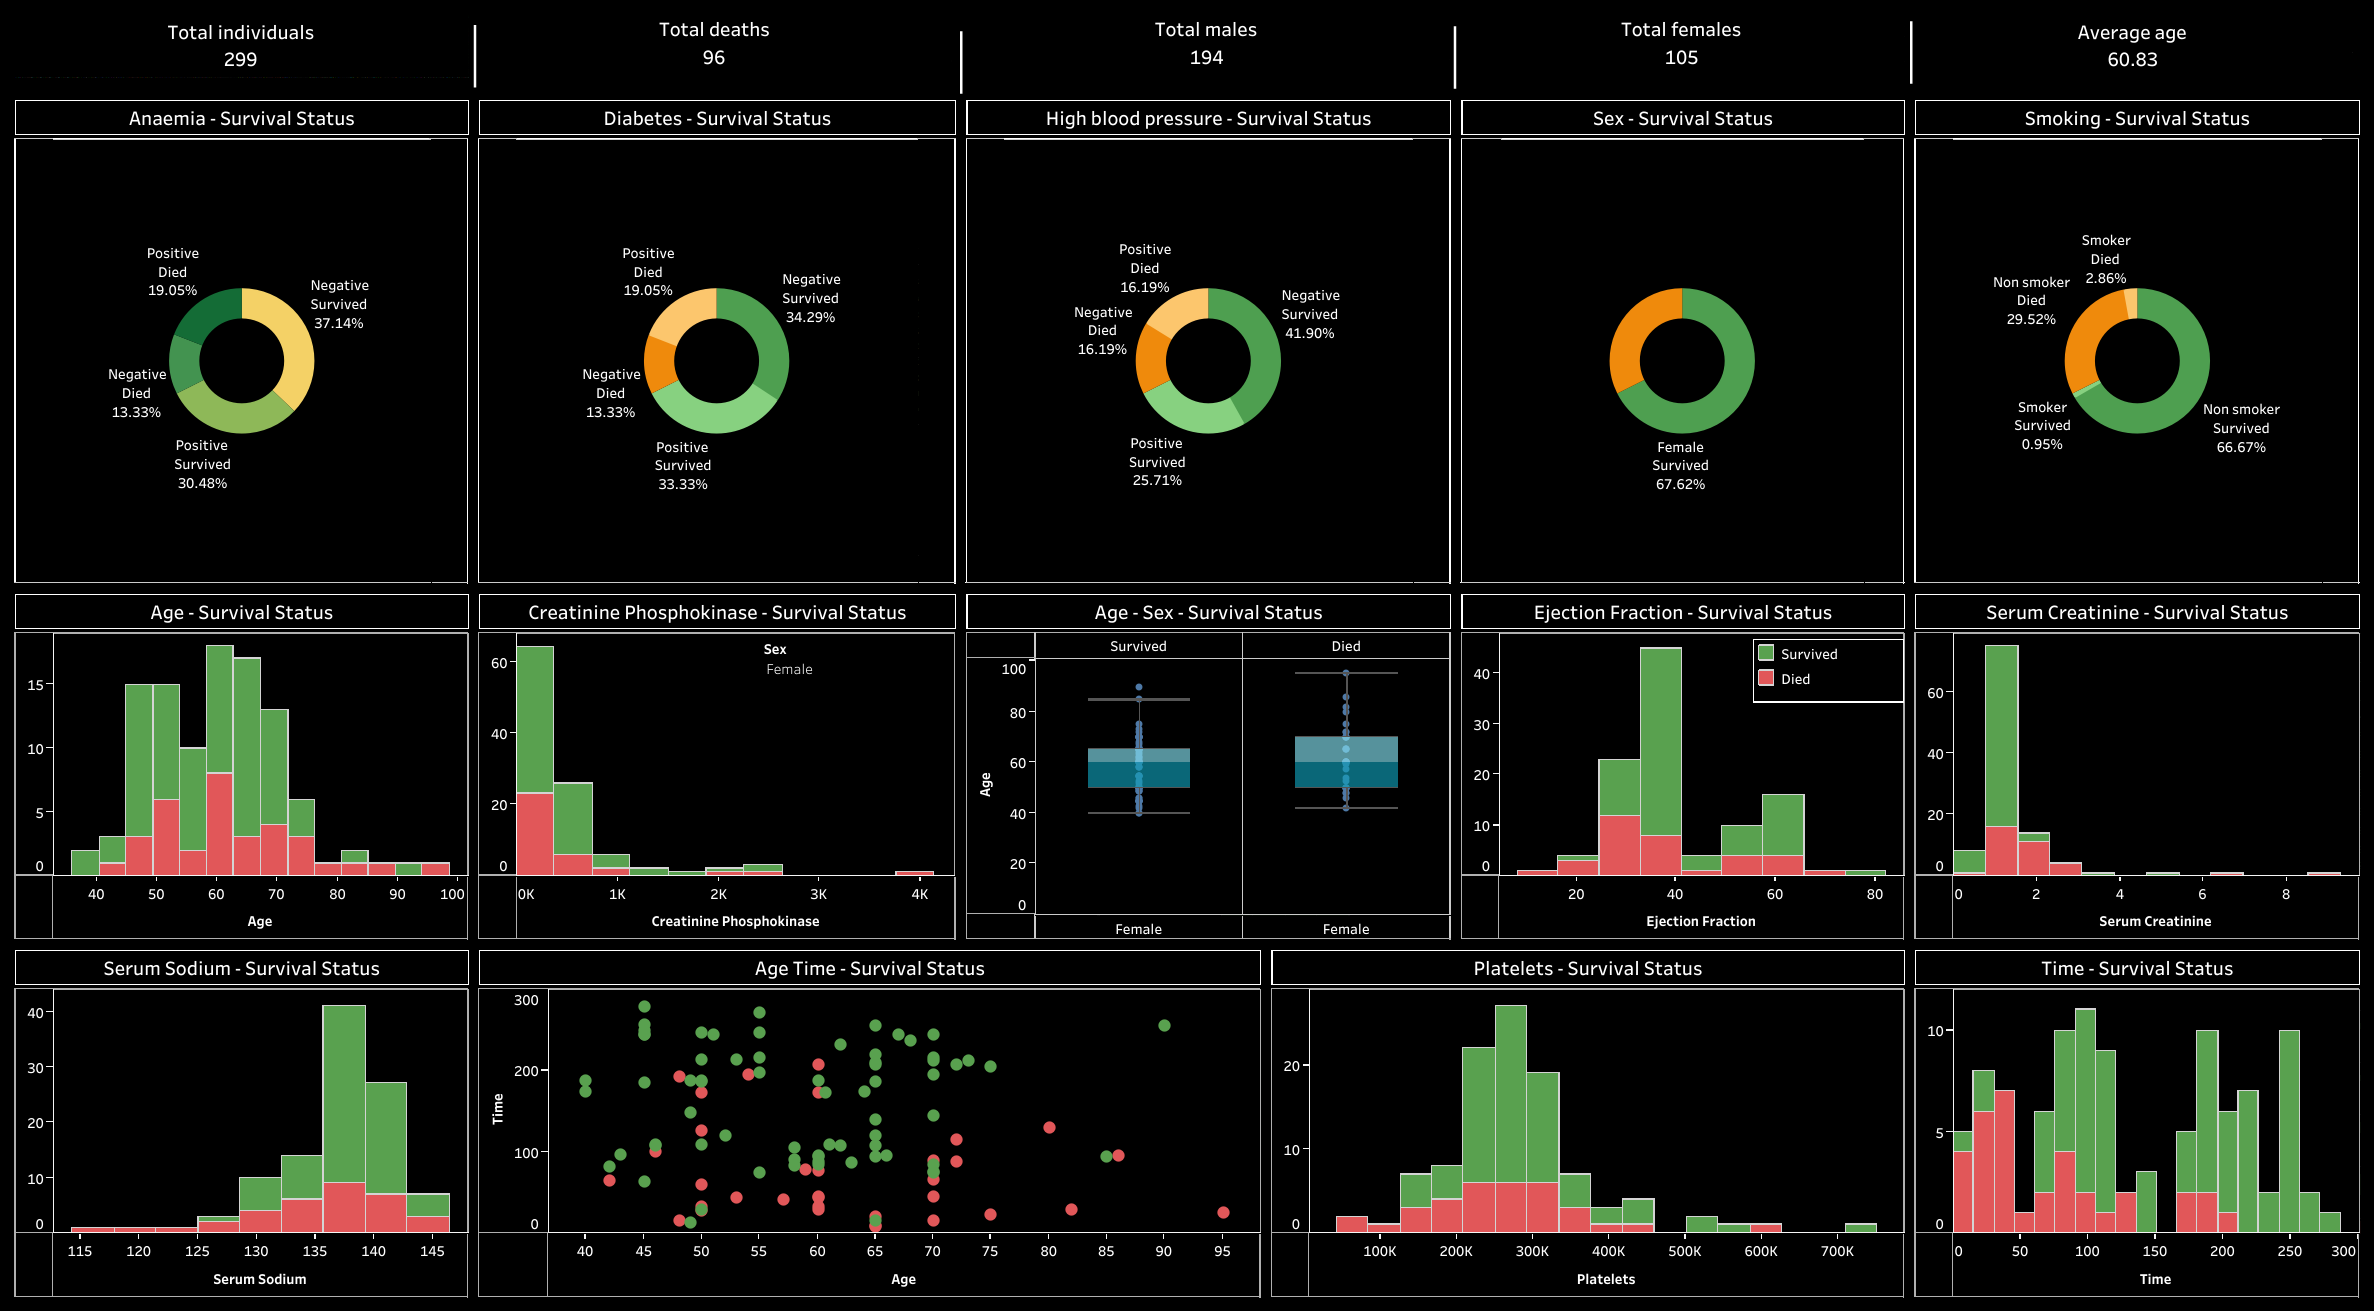 Total individuals
299
Total deaths
96
Total males
194
Total females
105
Average age
60.83
Anaemia - Survival Status
Positive
Died
19.05%
Negative
Survived
37.14%
Negative
Died
13.33%
Positive
Survived
30.48%
Diabetes - Survival Status
Positive
Died
19.05%
Negative
Survived
34.29%
Negative
Died
13.33%
Positive
Survived
33.33%
High blood pressure - Survival Status
Positive
Died
16.19%
Negative
Survived
41.90%
Negative
Died
16.19%
Positive
Survived
25.71%
Sex - Survival Status
Female
Survived
67.62%
Smoking - Survival Status
Smoker
Died
2.86%
Non smoker
Died
29.52%
Smoker
Survived
0.95%
Non smoker
Survived
66.67%
Age - Survival Status
15
10
5
0
40 50 60 70 80 90 100
Age
Creatinine Phosphokinase - Survival Status
Sex
Female
60
40
20
0
0K 1K 2K 3K 4K
Creatinine Phosphokinase
Age - Sex - Survival Status
Survived Died
Age
100
80
60
40
20
0
Female Female
Ejection Fraction - Survival Status
Survived
Died
40
30
20
10
0
20 40 60 80
Ejection Fraction
Serum Creatinine - Survival Status
60
40
20
0
0 2 4 6 8
Serum Creatinine
Serum Sodium - Survival Status
40
30
20
10
0
115 120 125 130 135 140 145
Serum Sodium
Age Time - Survival Status
Time
300
200
100
0
40 45 50 55 60 65 70 75 80 85 90 95
Age
Platelets - Survival Status
20
10
0
100K 200K 300K 400K 500K 600K 700K
Platelets
Time - Survival Status
10
5
0
0 50 100 150 200 250 300
Time